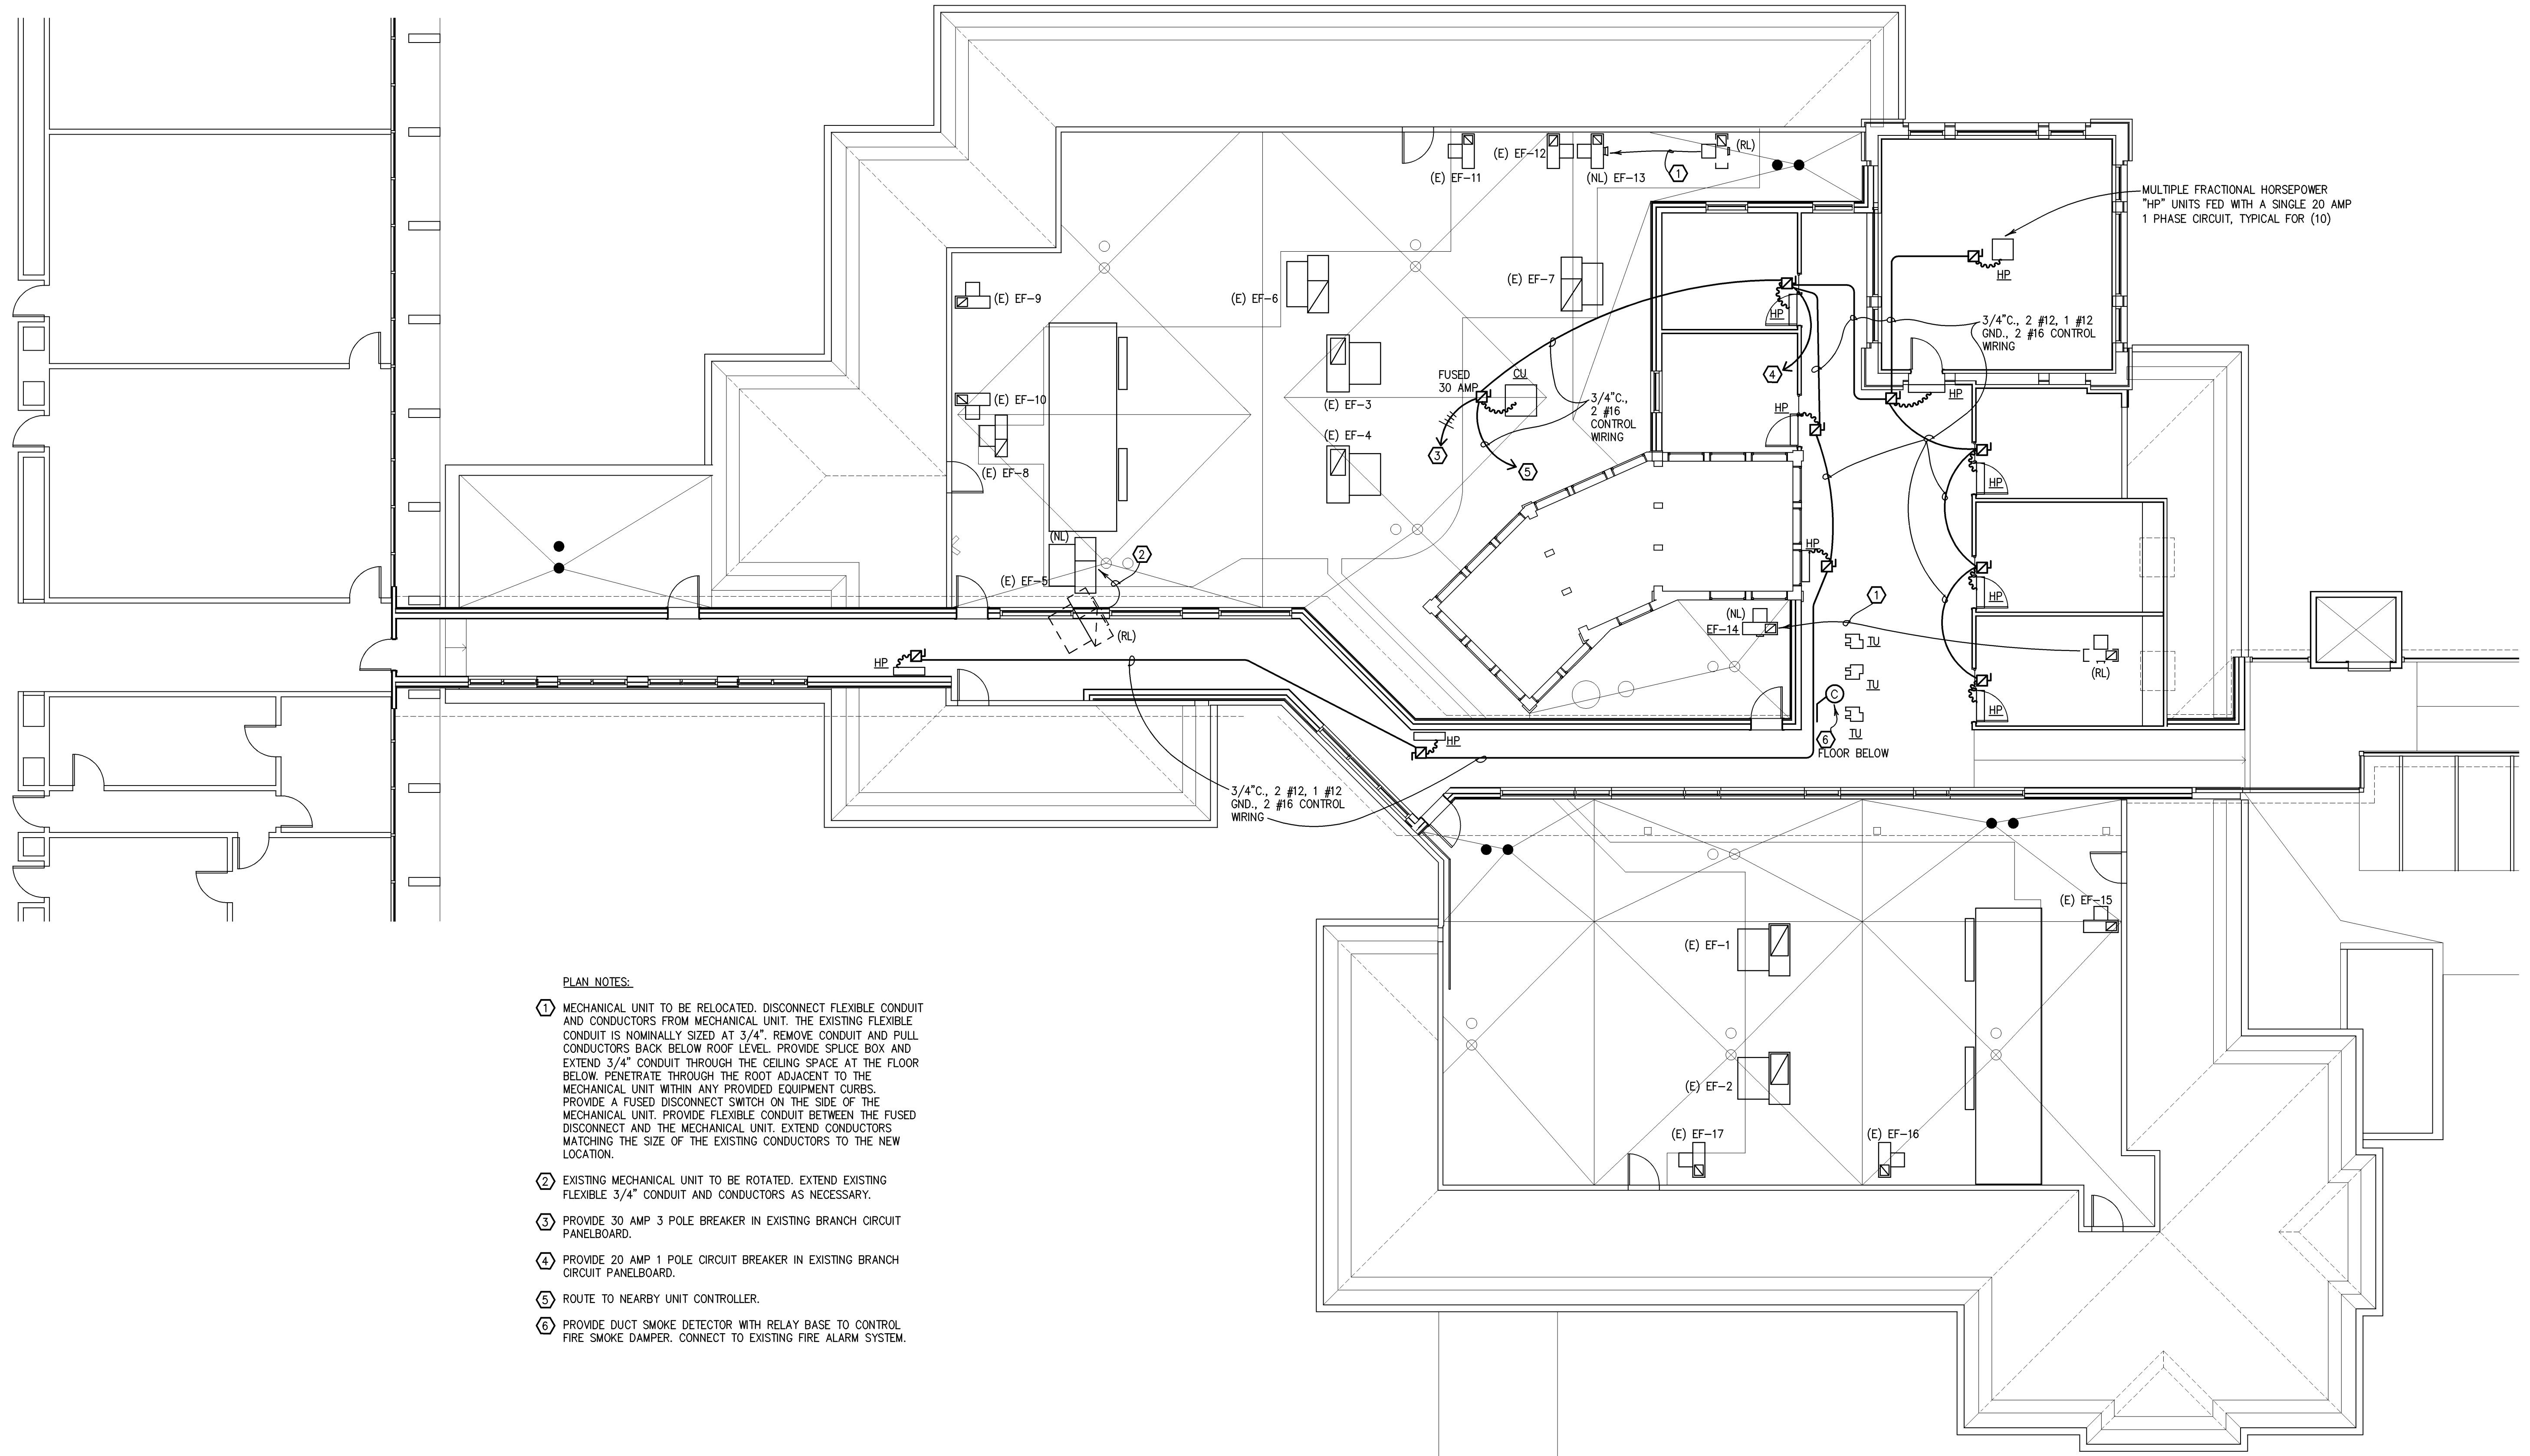 (E) EF-11
(E) EF-12
(NL) EF-13
1
(RL)
MULTIPLE FRACTIONAL HORSEPOWER
"HP" UNITS FED WITH A SINGLE 20 AMP
1 PHASE CIRCUIT, TYPICAL FOR (10)
HP
(E) EF-9
(E) EF-6
(E) EF-7
HP
3/4"C., 2 #12, 1 #12
GND., 2 #16 CONTROL
WIRING
FUSED
30 AMP
CU
4
(E) EF-10
(E) EF-3
3/4"C.,
2 #16
CONTROL
WIRING
HP
HP
(E) EF-4
3
5
(E) EF-8
HP
(NL)
2
(E) EF-5
HP
HP
1
(NL)
EF-14
(RL)
TU
HP
(RL)
TU
C
HP
TU
6
FLOOR BELOW
HP
3/4"C., 2 #12, 1 #12
GND., 2 #16 CONTROL
WIRING
(E) EF-15
(E) EF-1
(E) EF-2
(E) EF-17
(E) EF-16
PLAN NOTES:
1 MECHANICAL UNIT TO BE RELOCATED. DISCONNECT FLEXIBLE CONDUIT
AND CONDUCTORS FROM MECHANICAL UNIT. THE EXISTING FLEXIBLE
CONDUIT IS NOMINALLY SIZED AT 3/4". REMOVE CONDUIT AND PULL
CONDUCTORS BACK BELOW ROOF LEVEL. PROVIDE SPLICE BOX AND
EXTEND 3/4" CONDUIT THROUGH THE CEILING SPACE AT THE FLOOR
BELOW. PENETRATE THROUGH THE ROOT ADJACENT TO THE
MECHANICAL UNIT WITHIN ANY PROVIDED EQUIPMENT CURBS.
PROVIDE A FUSED DISCONNECT SWITCH ON THE SIDE OF THE
MECHANICAL UNIT. PROVIDE FLEXIBLE CONDUIT BETWEEN THE FUSED
DISCONNECT AND THE MECHANICAL UNIT. EXTEND CONDUCTORS
MATCHING THE SIZE OF THE EXISTING CONDUCTORS TO THE NEW
LOCATION.
2 EXISTING MECHANICAL UNIT TO BE ROTATED. EXTEND EXISTING
FLEXIBLE 3/4" CONDUIT AND CONDUCTORS AS NECESSARY.
3 PROVIDE 30 AMP 3 POLE BREAKER IN EXISTING BRANCH CIRCUIT
PANELBOARD.
4 PROVIDE 20 AMP 1 POLE CIRCUIT BREAKER IN EXISTING BRANCH
CIRCUIT PANELBOARD.
5 ROUTE TO NEARBY UNIT CONTROLLER.
6 PROVIDE DUCT SMOKE DETECTOR WITH RELAY BASE TO CONTROL
FIRE SMOKE DAMPER. CONNECT TO EXISTING FIRE ALARM SYSTEM.